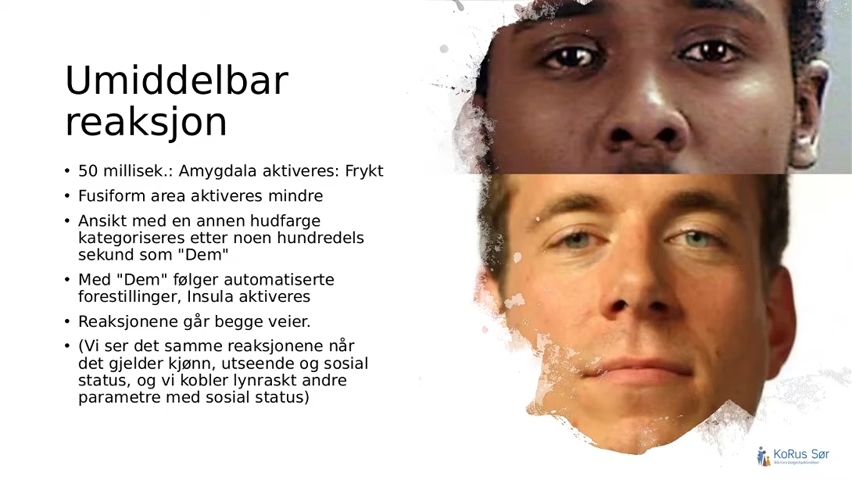 Umiddelbar
reaksjon
• 50 millisek.: Amygdala aktiveres: Frykt
• Fusiform area aktiveres mindre
• Ansikt med en annen hudfarge
kategoriseres etter noen hundredels
sekund som "Dem"
• Med "Dem" følger automatiserte
forestillinger, Insula aktiveres
• Reaksjonene går begge veier.
• (Vi ser det samme reaksjonene når
det gjelder kjønn, utseende og sosial
status, og vi kobler lynraskt andre
parametre med sosial status)
KoRus Sør